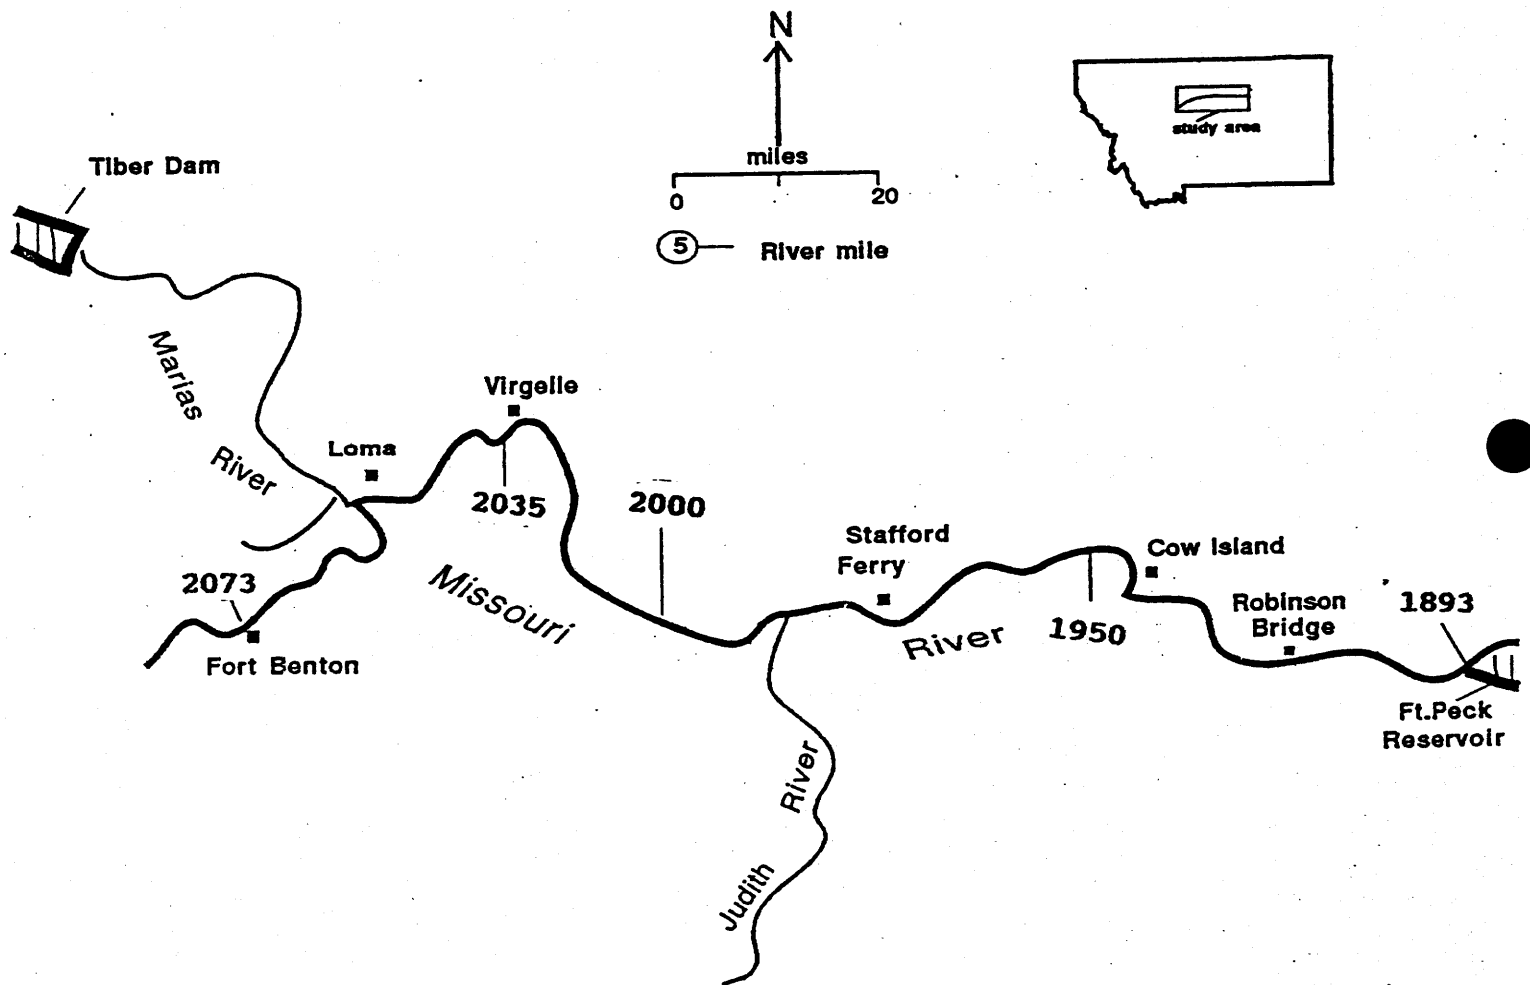 N
miles
0
20
5
River mile
study area
Tiber Dam
Marias
River
Loma
Virgelle
2035
2000
2073
Fort Benton
Missouri
River
Stafford
Ferry
Cow Island
1950
Robinson
Bridge
1893
Ft.Peck
Reservoir
Judith
River